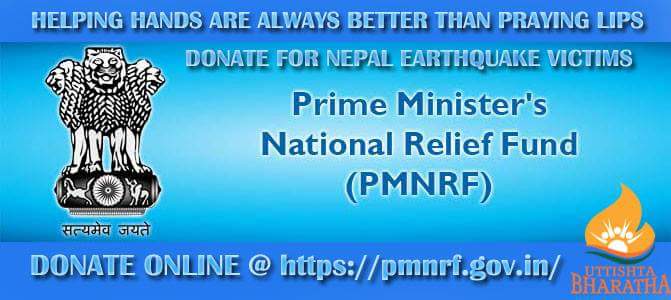 HELPING HANDS ARE ALWAYS BETTER THAN PRAYING LIPS
DONATE FOR NEPAL EARTHQUAKE VICTIMS
Prime Minister's
National Relief Fund
(PMNRF)
सत्यमेव जयते
DONATE ONLINE @ https://pmnrf.gov.in/
UTTISHTA
BHARATHA